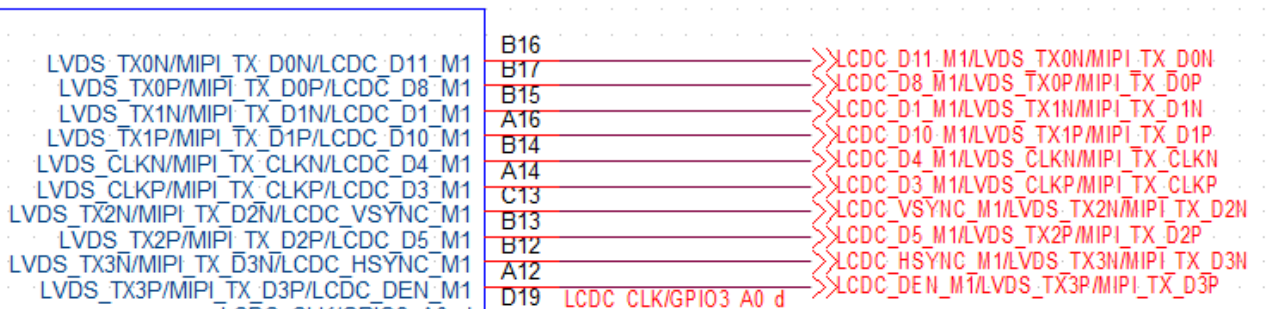 B16
LVDS_TX0N/MIPI_TX_D0N/LCDC_D11_M1 LCDC_D11_M1/LVDS_TX0N/MIPI_TX_D0N
B17
LVDS_TX0P/MIPI_TX_D0P/LCDC_D8_M1 LCDC_D8_M1/LVDS_TX0P/MIPI_TX_D0P
B15
LVDS_TX1N/MIPI_TX_D1N/LCDC_D1_M1 LCDC_D1_M1/LVDS_TX1N/MIPI_TX_D1N
A16
LVDS_TX1P/MIPI_TX_D1P/LCDC_D10_M1 LCDC_D10_M1/LVDS_TX1P/MIPI_TX_D1P
B14
LVDS_CLKN/MIPI_TX_CLKN/LCDC_D4_M1 LCDC_D4_M1/LVDS_CLKN/MIPI_TX_CLKN
A14
LVDS_CLKP/MIPI_TX_CLKP/LCDC_D3_M1 LCDC_D3_M1/LVDS_CLKP/MIPI_TX_CLKP
C13
LVDS_TX2N/MIPI_TX_D2N/LCDC_VSYNC_M1 LCDC_VSYNC_M1/LVDS_TX2N/MIPI_TX_D2N
B13
LVDS_TX2P/MIPI_TX_D2P/LCDC_D5_M1 LCDC_D5_M1/LVDS_TX2P/MIPI_TX_D2P
B12
LVDS_TX3N/MIPI_TX_D3N/LCDC_HSYNC_M1 LCDC_HSYNC_M1/LVDS_TX3N/MIPI_TX_D3N
A12
LVDS_TX3P/MIPI_TX_D3P/LCDC_DEN_M1 LCDC_DEN_M1/LVDS_TX3P/MIPI_TX_D3P
D19 LCDC_CLK/GPIO3_A0_d